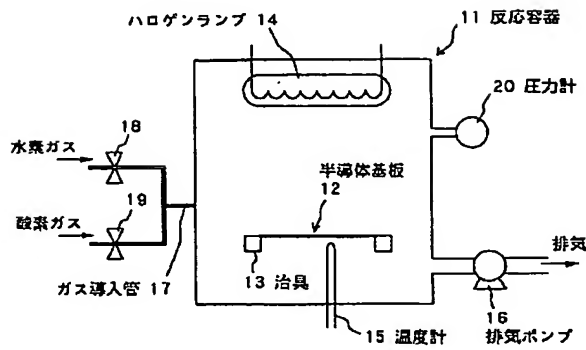 ハロゲンランプ 14
11 反応容器
20 圧力計
18
水素ガス
半導体基板
12
19
酸素ガス
排気
13 治具
ガス導入管 17
16
排気ポンプ
15 温度計